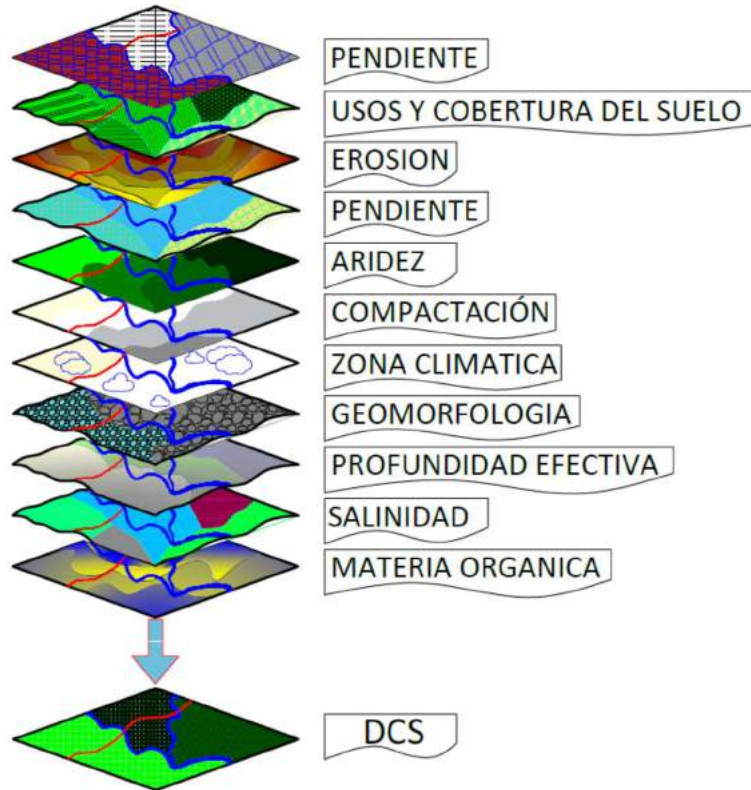 PENDIENTE
USOS Y COBERTURA DEL SUELO
EROSION
PENDIENTE
ARIDEZ
COMPACTACIÓN
ZONA CLIMATICA
GEOMORFOLOGIA
PROFUNDIDAD EFECTIVA
SALINIDAD
MATERIA ORGANICA
DCS